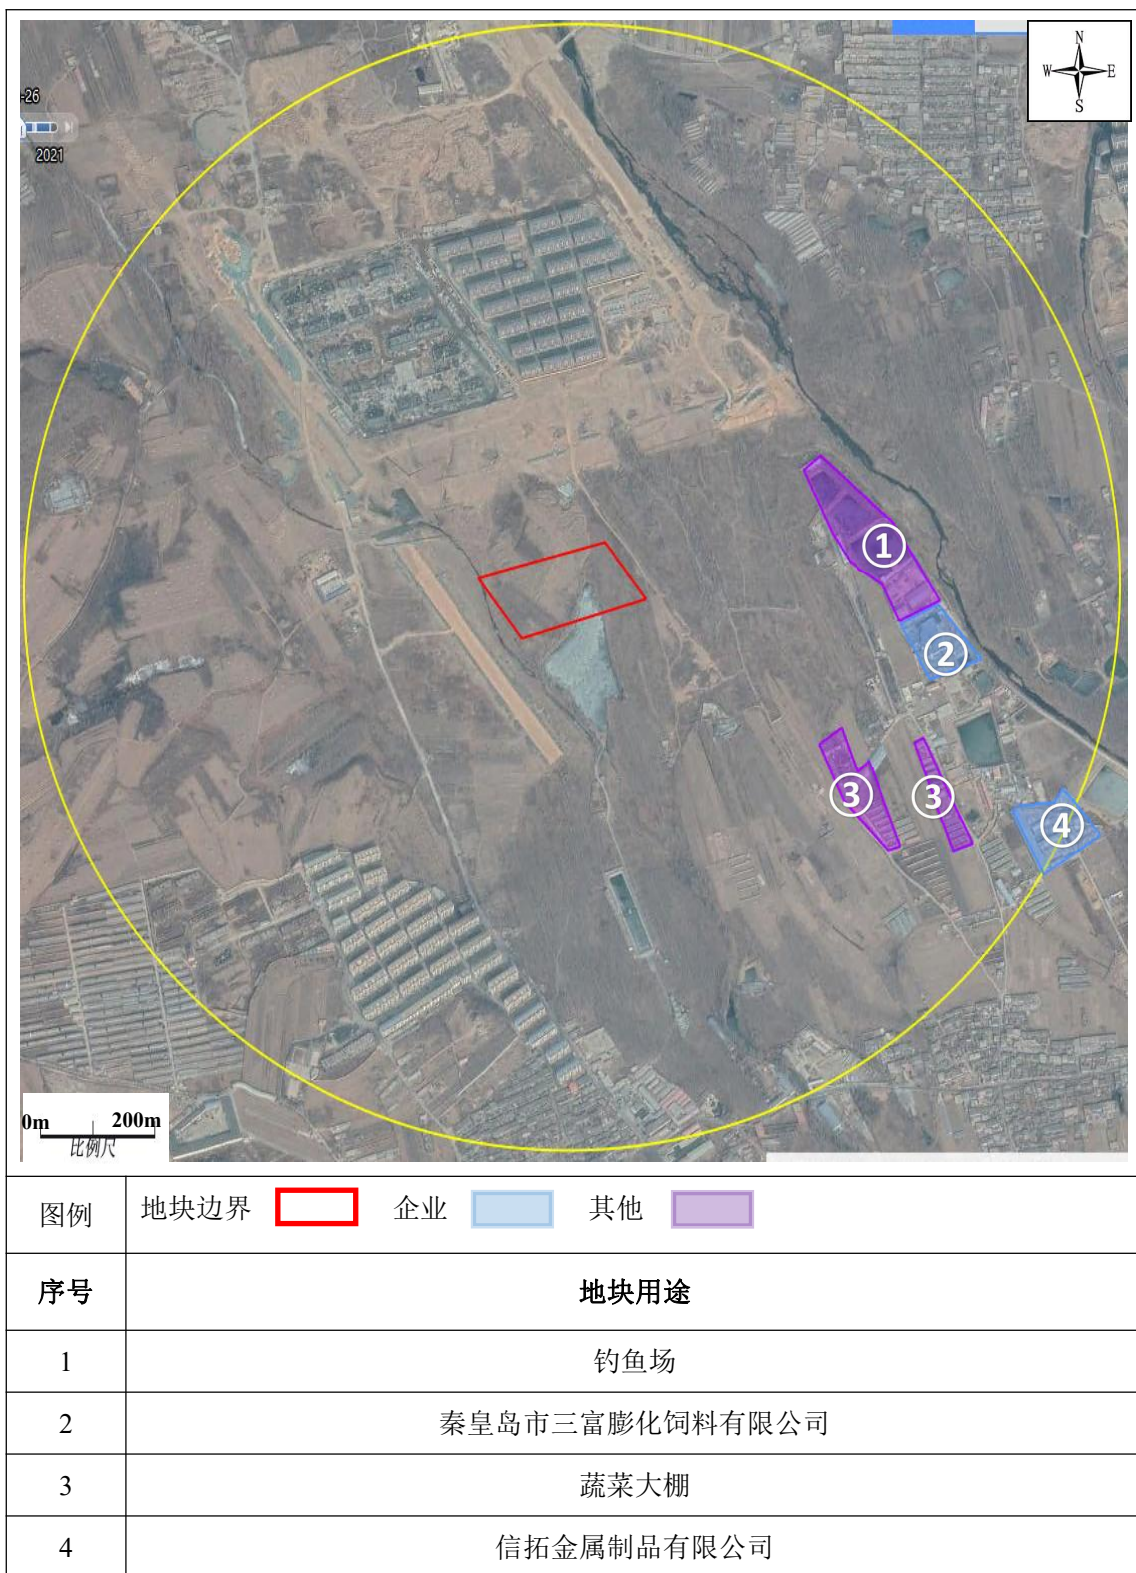 N
W E
S
-26
2021
①
②
③ ③
④
0m 200m
比例尺
图例 地块边界 企业 其他
序号 地块用途
1 钓鱼场
2 秦皇岛市三富膨化饲料有限公司
3 蔬菜大棚
4 信拓金属制品有限公司